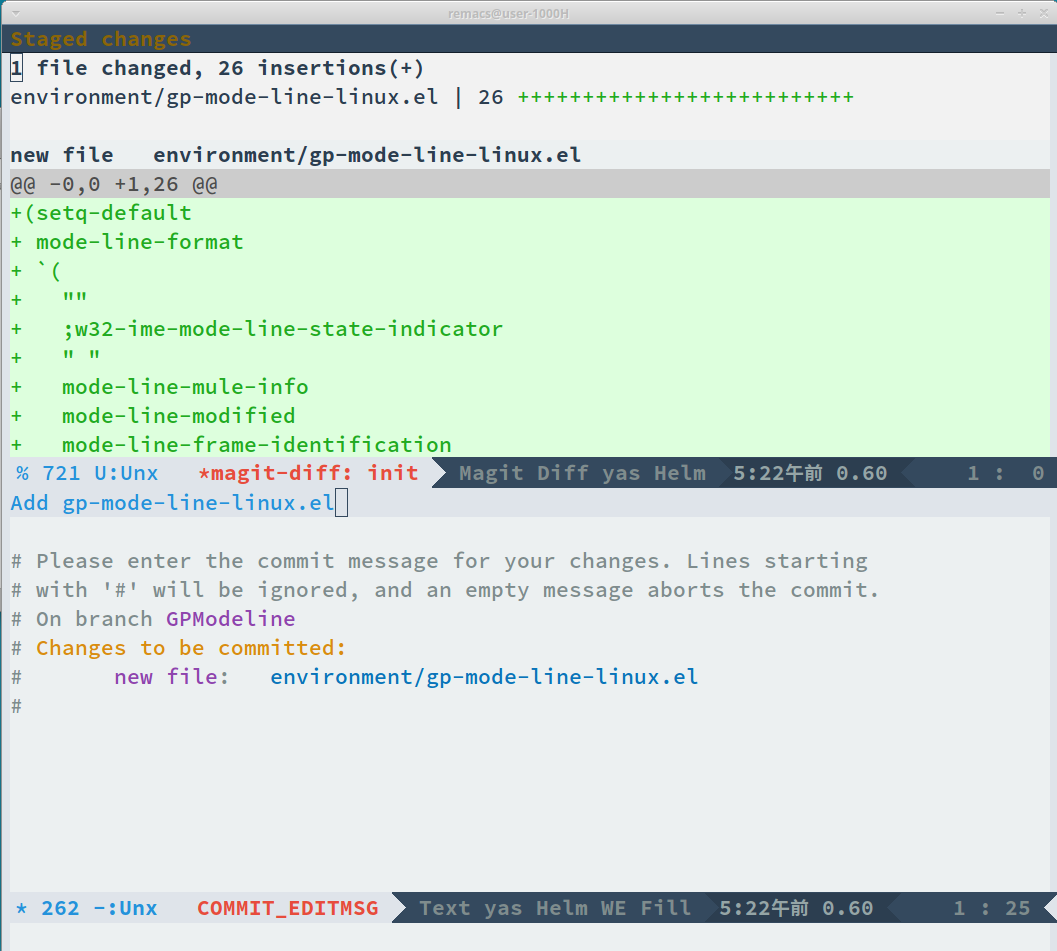 remacs@user-1000H
Staged changes
1 file changed, 26 insertions(+)
environment/gp-mode-line-linux.el | 26 ++++++++++++++++++++++++++
new file   environment/gp-mode-line-linux.el
@@ -0,0 +1,26 @@
+(setq-default
+ mode-line-format
+ `(
+   ""
+   ;w32-ime-mode-line-state-indicator
+   " "
+   mode-line-mule-info
+   mode-line-modified
+   mode-line-frame-identification
% 721 U:Unx   *magit-diff: init   Magit Diff yas Helm   5:22午前 0.60   1 :  0
Add gp-mode-line-linux.el
# Please enter the commit message for your changes. Lines starting
# with '#' will be ignored, and an empty message aborts the commit.
# On branch GPModeline
# Changes to be committed:
#       new file:   environment/gp-mode-line-linux.el
#
* 262 -:Unx   COMMIT_EDITMSG   Text yas Helm WE Fill   5:22午前 0.60   1 : 25